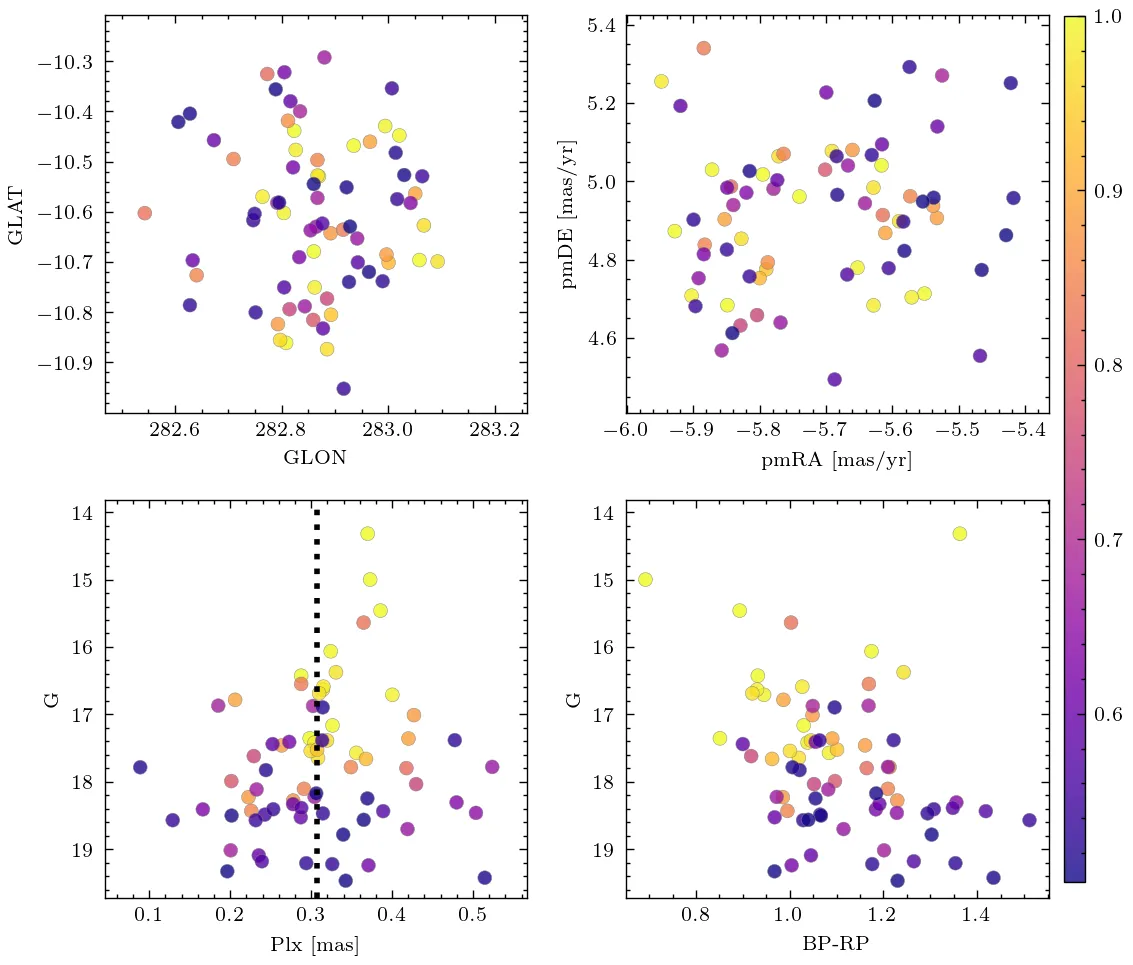 −10.3
−10.4
−10.5
−10.6
−10.7
−10.8
−10.9
GLAT
282.6 282.8 283.0 283.2
GLON
5.4
5.2
5.0
4.8
4.6
pmDE [mas/yr]
−6.0 −5.9 −5.8 −5.7 −5.6 −5.5 −5.4
pmRA [mas/yr]
14
15
16
17
18
19
G
0.1 0.2 0.3 0.4 0.5
Plx [mas]
14
15
16
17
18
19
G
0.8 1.0 1.2 1.4
BP-RP
1.0
0.9
0.8
0.7
0.6